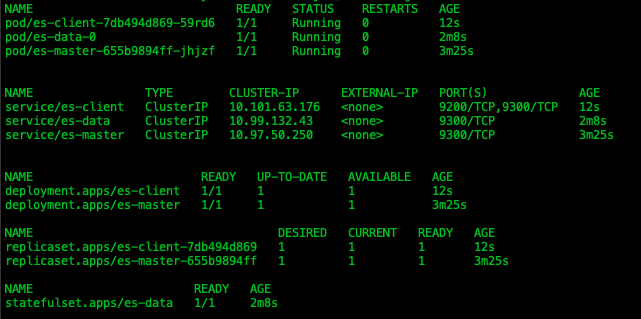 NAME READY STATUS RESTARTS AGE
pod/es-client-7db494d869-59rd6 1/1 Running 0 12s
pod/es-data-0 1/1 Running 0 2m8s
pod/es-master-655b9894ff-jhjzf 1/1 Running 0 3m25s
NAME TYPE CLUSTER-IP EXTERNAL-IP PORT(S) AGE
service/es-client ClusterIP 10.101.63.176 <none> 9200/TCP,9300/TCP 12s
service/es-data ClusterIP 10.99.132.43 <none> 9300/TCP 2m8s
service/es-master ClusterIP 10.97.50.250 <none> 9300/TCP 3m25s
NAME READY UP-TO-DATE AVAILABLE AGE
deployment.apps/es-client 1/1 1 1 12s
deployment.apps/es-master 1/1 1 1 3m25s
NAME DESIRED CURRENT READY AGE
replicaset.apps/es-client-7db494d869 1 1 1 12s
replicaset.apps/es-master-655b9894ff 1 1 1 3m25s
NAME READY AGE
statefulset.apps/es-data 1/1 2m8s